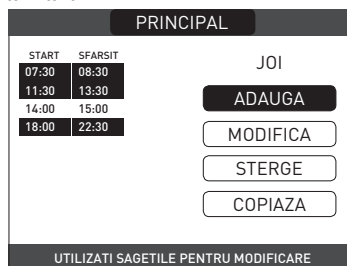 PRINCIPAL
START SFARSIT
07:30 08:30
11:30 13:30
14:00 15:00
18:00 22:30
JOI
ADAUGA
MODIFICA
STERGE
COPIAZA
UTILIZATI SAGETILE PENTRU MODIFICARE